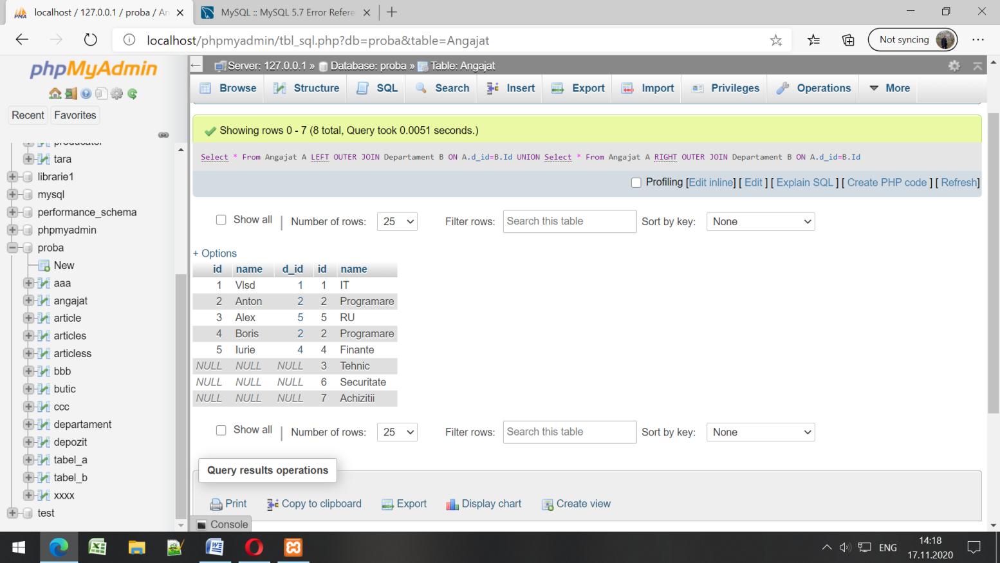 localhost / 127.0.0.1 / proba / An
MySQL :: MySQL 5.7 Error Refere
localhost/phpmyadmin/tbl_sql.php?db=proba&table=Angajat
Not syncing
phpMyAdmin
Recent
Favorites
producator
tara
librarie1
mysql
performance_schema
phpmyadmin
proba
New
aaa
angajat
article
articles
articless
bbb
butic
ccc
departament
depozit
tabel_a
tabel_b
xxxx
test
Server: 127.0.0.1 » Database: proba » Table: Angajat
Browse Structure SQL Search Insert Export Import Privileges Operations More
Showing rows 0 - 7 (8 total, Query took 0.0051 seconds.)
Select * From Angajat A LEFT OUTER JOIN Departament B ON A.d_id=B.Id UNION Select * From Angajat A RIGHT OUTER JOIN Departament B ON A.d_id=B.Id
Profiling [Edit inline] [ Edit ] [ Explain SQL ] [ Create PHP code ] [ Refresh]
Show all | Number of rows: 25 Filter rows: Search this table Sort by key: None
+ Options
id name d_id id name
1 Vlsd 1 1 IT
2 Anton 2 2 Programare
3 Alex 5 5 RU
4 Boris 2 2 Programare
5 Iurie 4 4 Finante
NULL NULL NULL 3 Tehnic
NULL NULL NULL 6 Securitate
NULL NULL NULL 7 Achizitii
Show all | Number of rows: 25 Filter rows: Search this table Sort by key: None
Query results operations
Print Copy to clipboard Export Display chart Create view
Console
ENG
14:18
17.11.2020